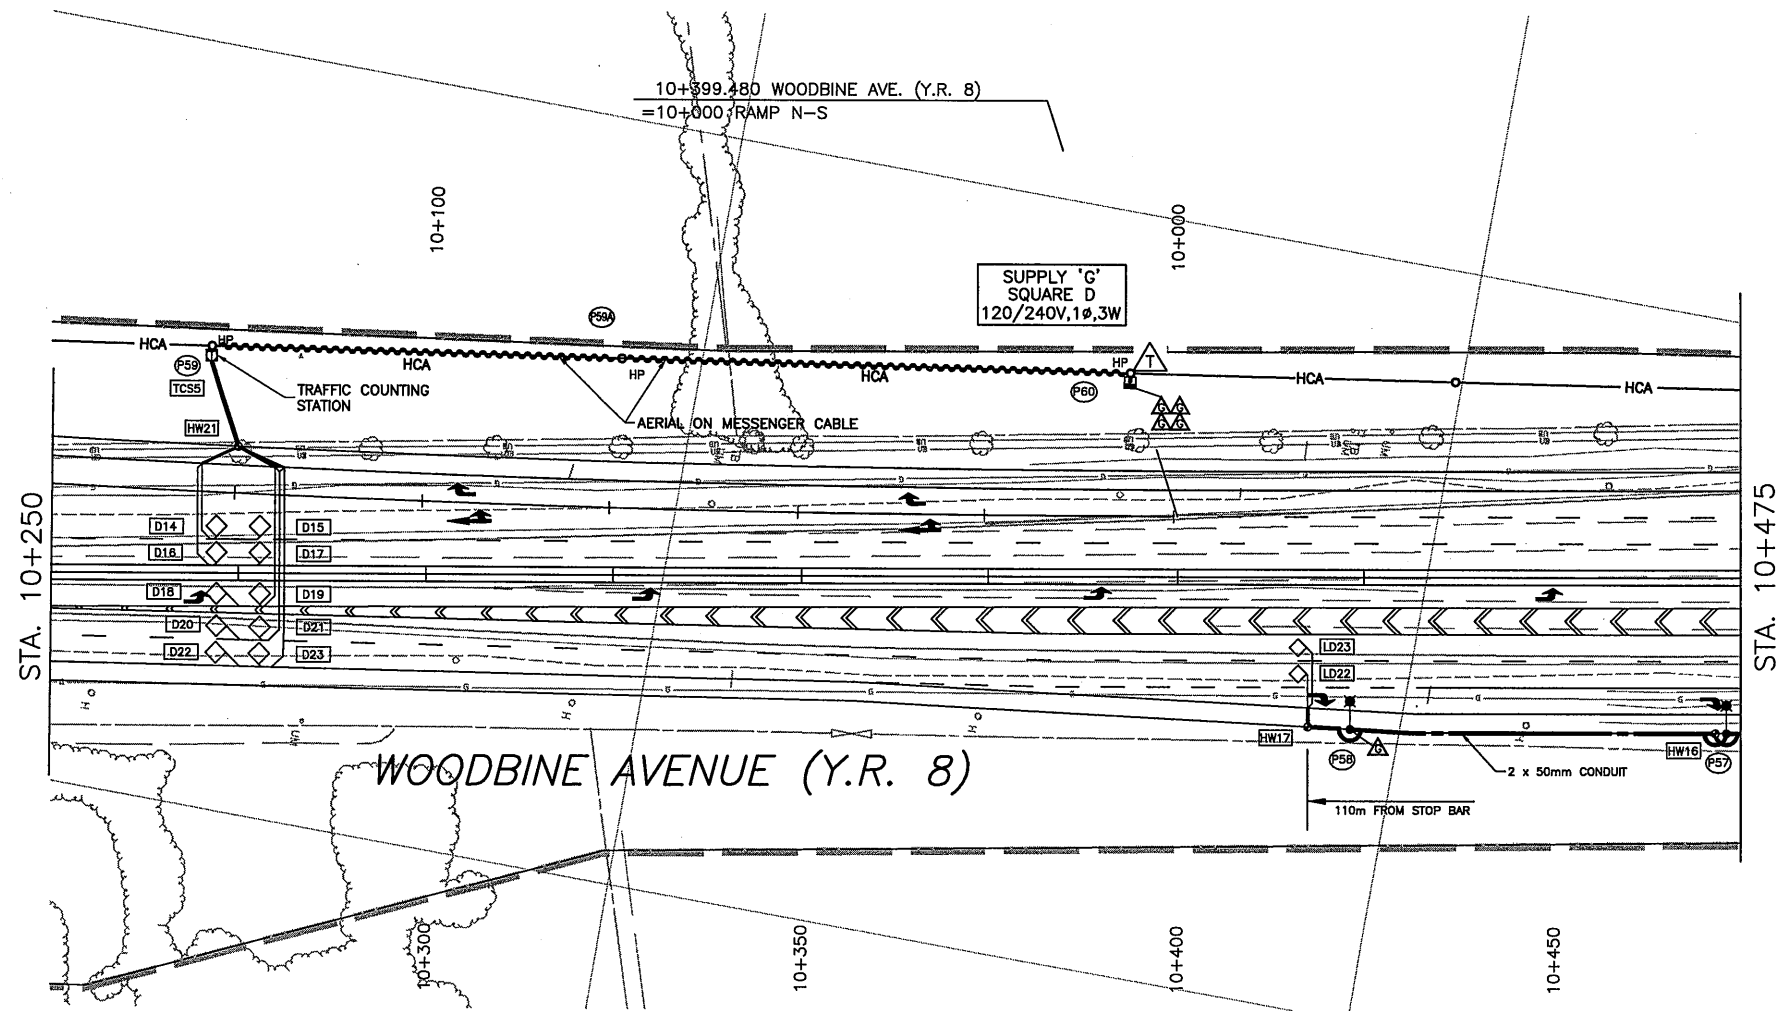 10+399.480 WOODBINE AVE. (Y.R. 8)
=10+000 RAMP N-S
10+100
10+000
SUPPLY 'G'
SQUARE D
120/240V,1ø,3W
P59A
HCA
HP
HCA
HP
HCA
HP
T
HCA
HCA
P59
TCS5
TRAFFIC COUNTING
STATION
P60
G G
G G
HW21
AERIAL ON MESSENGER CABLE
STA. 10+250
STA. 10+475
D14
D15
D16
D17
D18
D19
D20
D21
D22
D23
LD23
LD22
G
G
G
G
G
H
H
H
HW17
P58
G
HW16
P57
WOODBINE AVENUE (Y.R. 8)
2 x 50mm CONDUIT
110m FROM STOP BAR
10+300
10+350
10+400
10+450